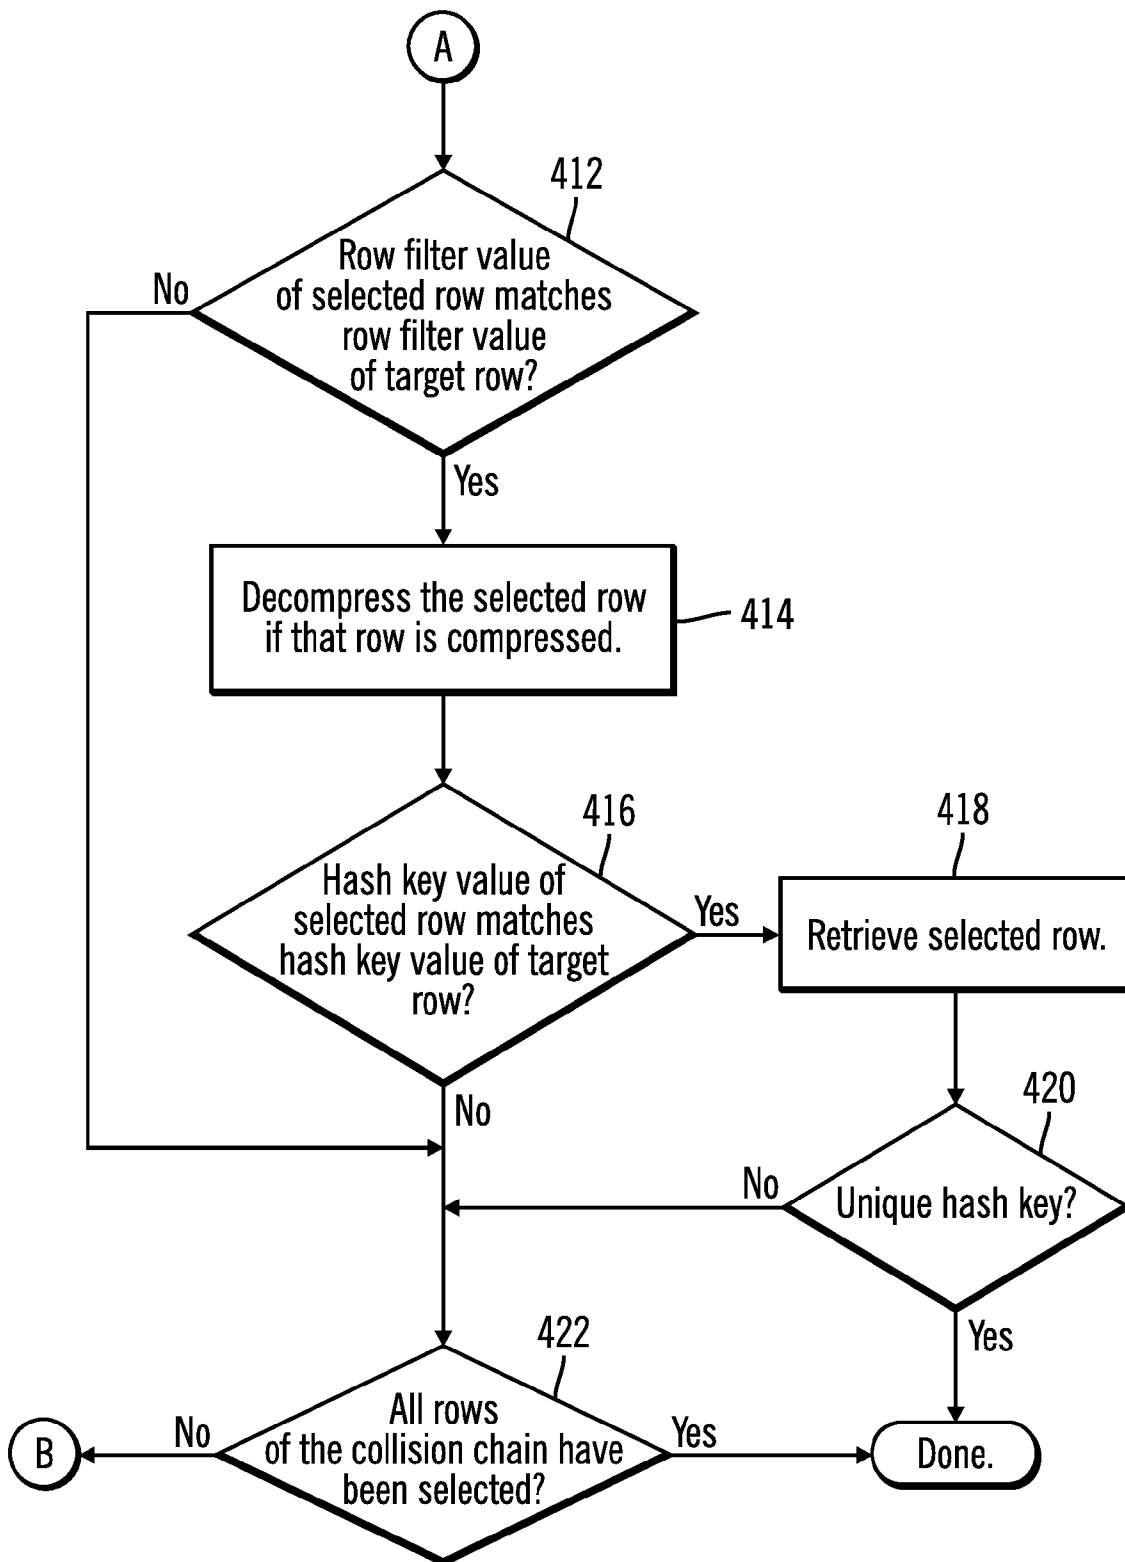 A
412
Row filter value
of selected row matches
row filter value
of target row?
No
Yes
Decompress the selected row
if that row is compressed.
414
416
Hash key value of
selected row matches
hash key value of target
row?
Yes
418
Retrieve selected row.
No
420
Unique hash key?
No
Yes
422
All rows
of the collision chain have
been selected?
No
Yes
B
Done.